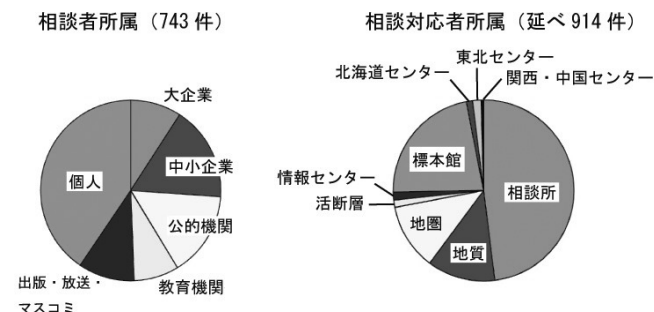 相談者所属（743 件）
大企業
中小企業
公的機関
教育機関
出版・放送・
マスコミ
個人
相談対応者所属（延べ 914 件）
東北センター
北海道センター
関西・中国センター
標本館
相談所
情報センター
活断層
地圏
地質